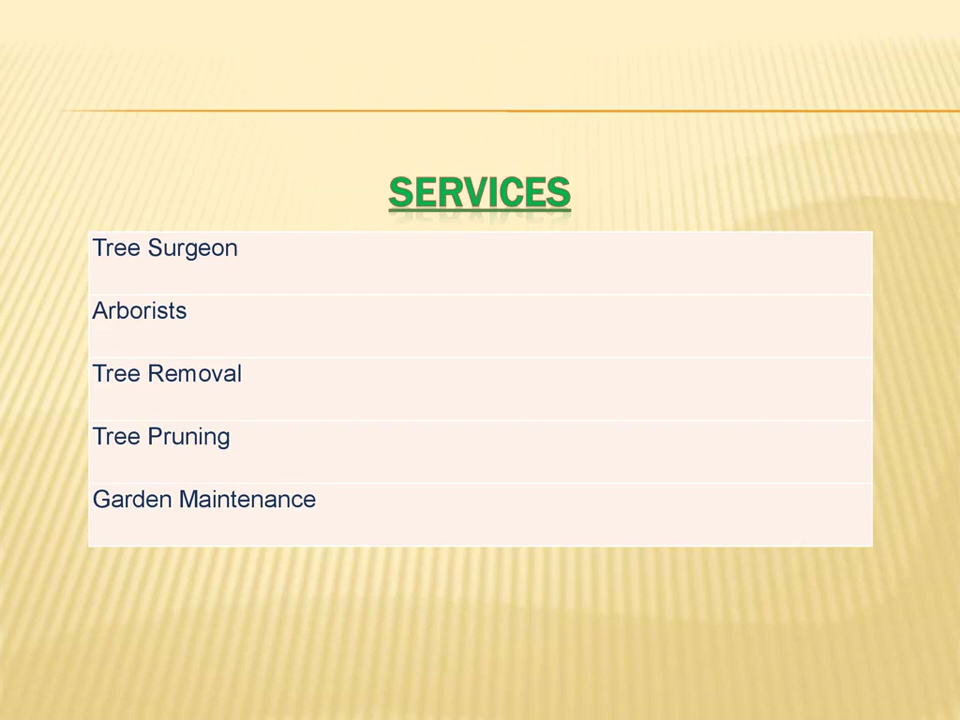 SERVICES
Tree Surgeon
Arborists
Tree Removal
Tree Pruning
Garden Maintenance